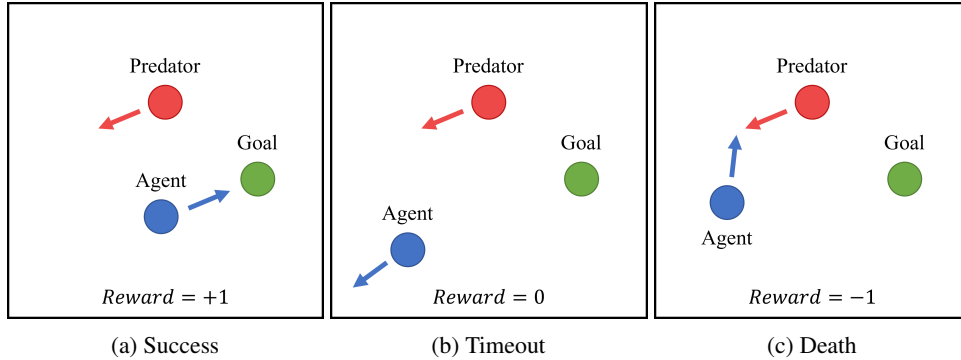 Predator
Goal
Agent
Reward = +1
(a) Success
Predator
Goal
Agent
Reward = 0
(b) Timeout
Predator
Goal
Agent
Reward = −1
(c) Death